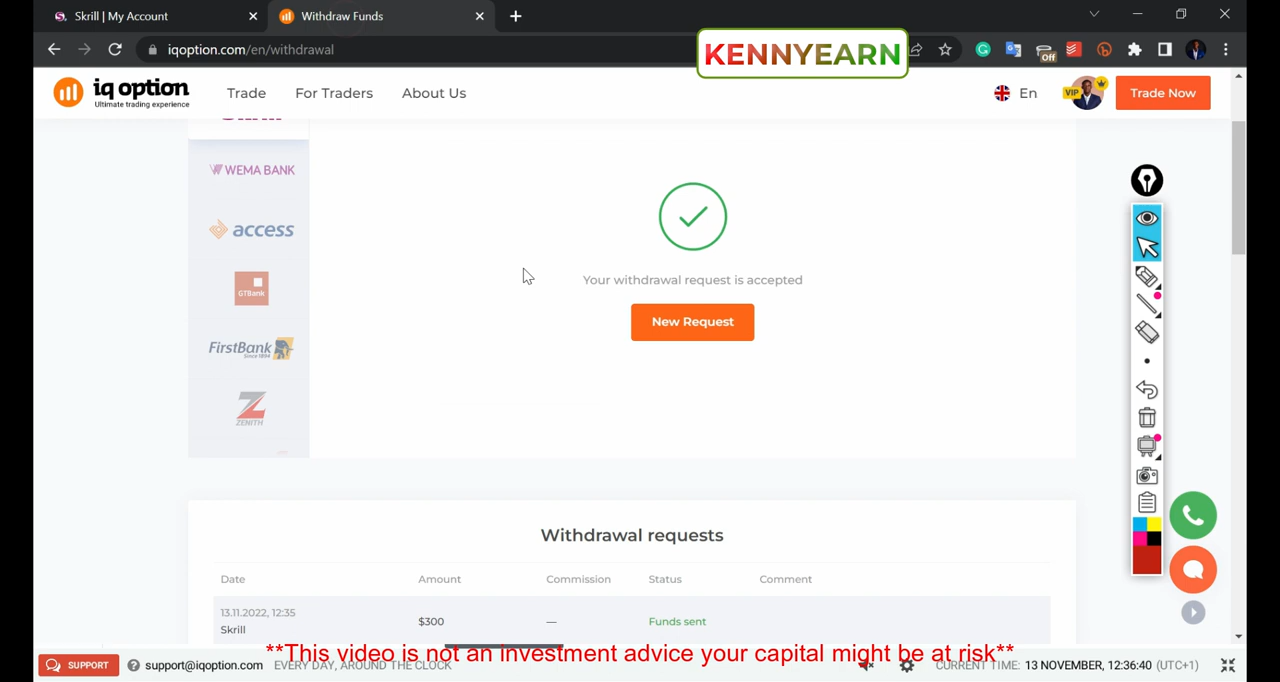 Skrill | My Account
Withdraw Funds
iqoption.com/en/withdrawal
KENNYEARN
Off
iq option
Ultimate trading experience
Trade
For Traders
About Us
En
VIP
Trade Now
WEMA BANK
access
GTBank
FirstBank
Since 1894
ZENITH
Your withdrawal request is accepted
New Request
Withdrawal requests
Date Amount Commission Status Comment
13.11.2022, 12:35
Skrill
$300 — Funds sent
**This video is not an investment advice your capital might be at risk**
SUPPORT
support@iqoption.com
EVERY DAY, AROUND THE CLOCK
CURRENT TIME: 13 NOVEMBER, 12:36:40 (UTC+1)